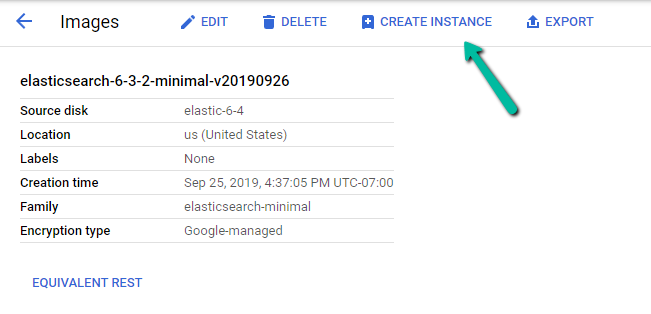 Images EDIT DELETE CREATE INSTANCE EXPORT
elasticsearch-6-3-2-minimal-v20190926
Source disk elastic-6-4
Location us (United States)
Labels None
Creation time Sep 25, 2019, 4:37:05 PM UTC-07:00
Family elasticsearch-minimal
Encryption type Google-managed
EQUIVALENT REST